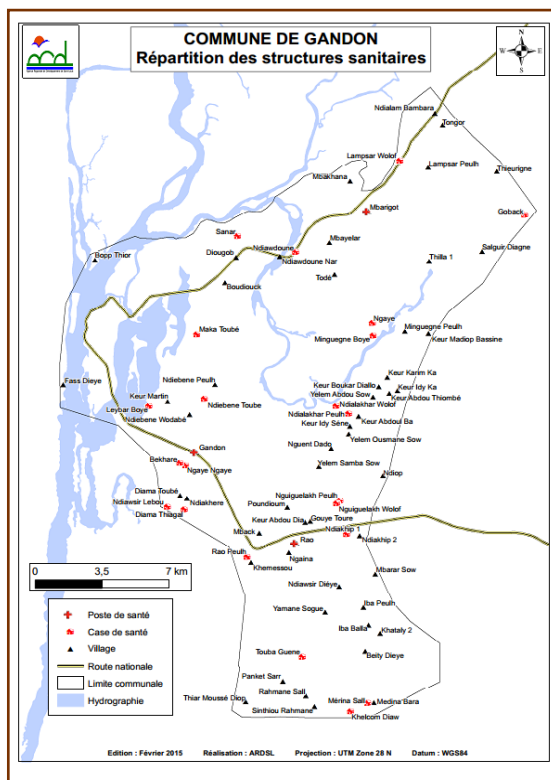 COMMUNE DE GANDON
Répartition des structures sanitaires
N
W
E
S
Ndialam Bambara
Tongor
Lampsar Wolof
Lampsar Peulh
Thieurigne
Mbakhana
Mbarigot
Goback
Sanar
Mbayelar
Ndiawdoune
Salguir Diagne
Bopp Thior
Diougob
Ndiawdoune Nar
Thilla 1
Todé
Boudiouck
Ngaye
Maka Toubé
Minguegne Boye
Minguegne Peulh
Keur Madiop Bassine
Keur Karim Ka
Fass Dieye
Ndiebene Peulh
Keur Boukar Diallo
Keur Idy Ka
Yelem Abdou Sow
Keur Abdou Thiombé
Keur Martin
Ndiebene Toube
Ndialakhar Wolof
Leybar Boye
Ndialakhar Peulh
Keur Abdoul Ba
Ndiebene Wodabé
Keur Idy Séne
Yelem Ousmane Sow
Gandon
Nguent Dado
Bekhare
Ngaye Ngaye
Yelem Samba Sow
Ndiop
Diama Toubé
Nguiguelakh Peulh
Ndiawsir Lebou
Ndiakhere
Poundioum
Nguiguelakh Wolof
Diama Thiagal
Keur Abdou Dia
Gouye Toure
Ndiakhip 1
Mback
Ndiakhip 2
Rao
Rao Peulh
Ngaina
Khemessou
Mbarar Sow
0
3,5
7 km
Ndiawsir Diéye
Iba Peulh
Yamane Sogue
Iba Balla
Khataly 2
Touba Guene
Beity Dieye
Panket Sarr
Rahmane Sall
Thiar Moussé Diop
Mérina Sall
Medina Bara
Sinthiou Rahmane
Khelcom Diaw
Poste de santé
Case de santé
Village
Route nationale
Limite communale
Hydrographie
Edition : Février 2015 Réalisation : ARDSL Projection : UTM Zone 28 N Datum : WGS84